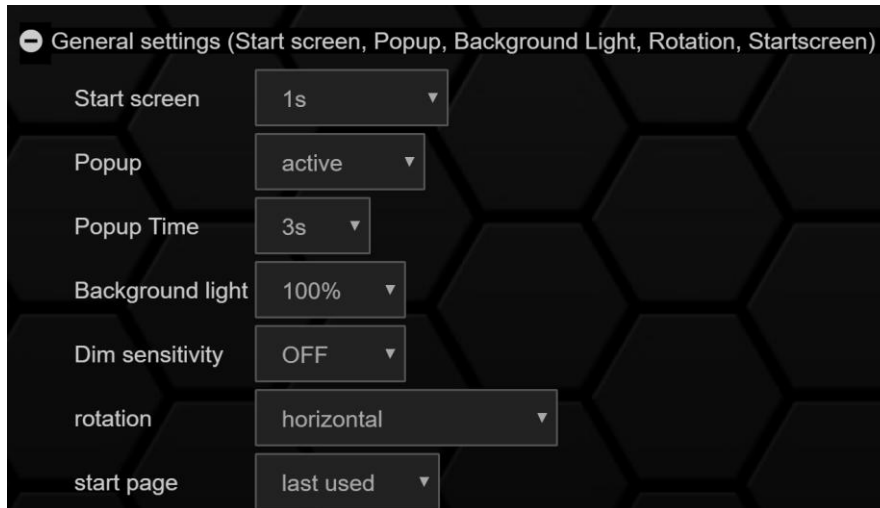 General settings (Start screen, Popup, Background Light, Rotation, Startscreen)
Start screen 1s
Popup active
Popup Time 3s
Background light 100%
Dim sensitivity OFF
rotation horizontal
start page last used